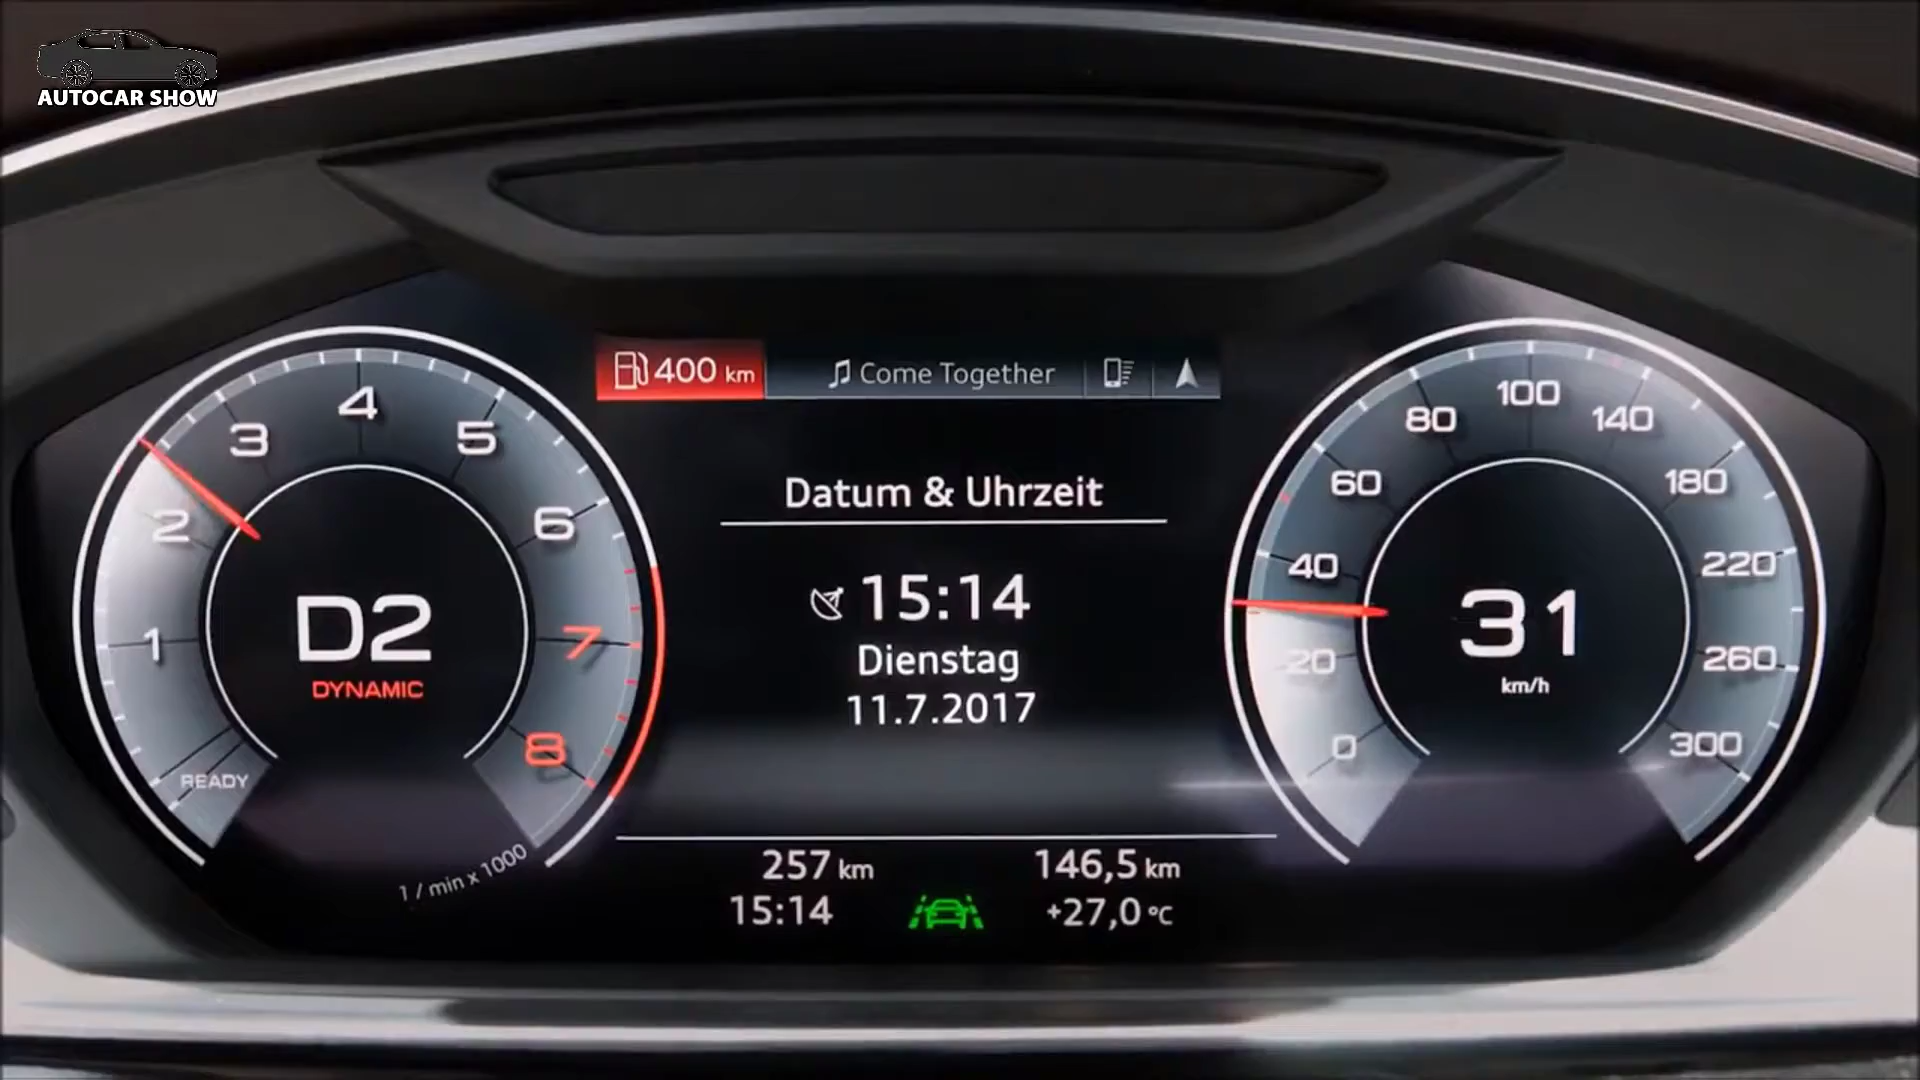 AUTOCAR SHOW
400 km
Come Together
Datum & Uhrzeit
15:14
Dienstag
11.7.2017
READY
1
2
3
4
5
6
7
8
D2
DYNAMIC
1 / min x 1000
0
20
40
60
80
100
140
180
220
260
300
31
km/h
257 km
146,5 km
15:14
+27,0 °C